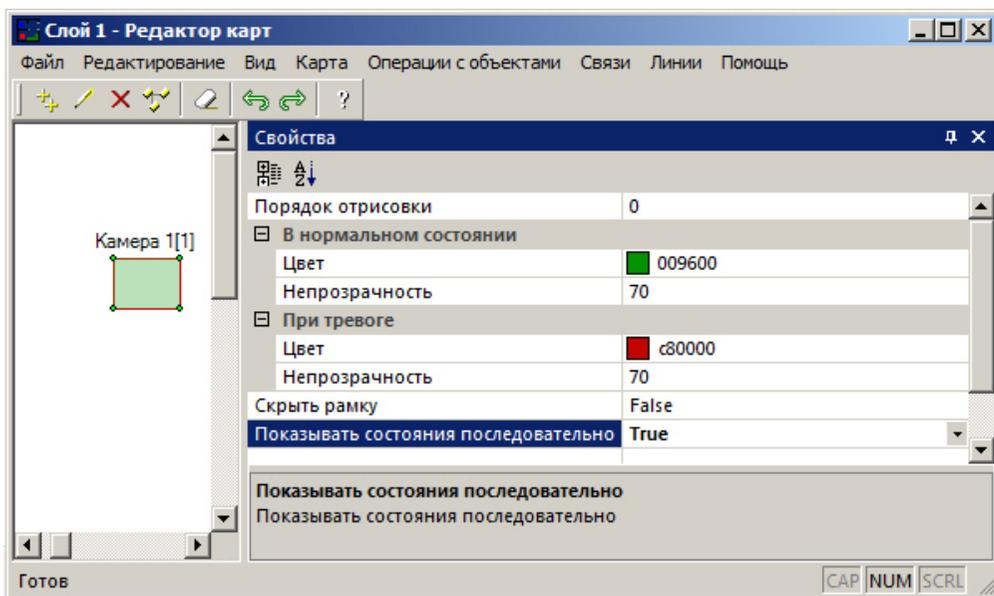 Слой 1 - Редактор карт
Файл Редактирование Вид Карта Операции с объектами Связи Линии Помощь
?
Свойства
Камера 1[1]
Порядок отрисовки 0
В нормальном состоянии
Цвет 009600
Непрозрачность 70
При тревоге
Цвет c80000
Непрозрачность 70
Скрыть рамку False
Показывать состояния последовательно True
Показывать состояния последовательно
Показывать состояния последовательно
Готов CAP NUM SCRL